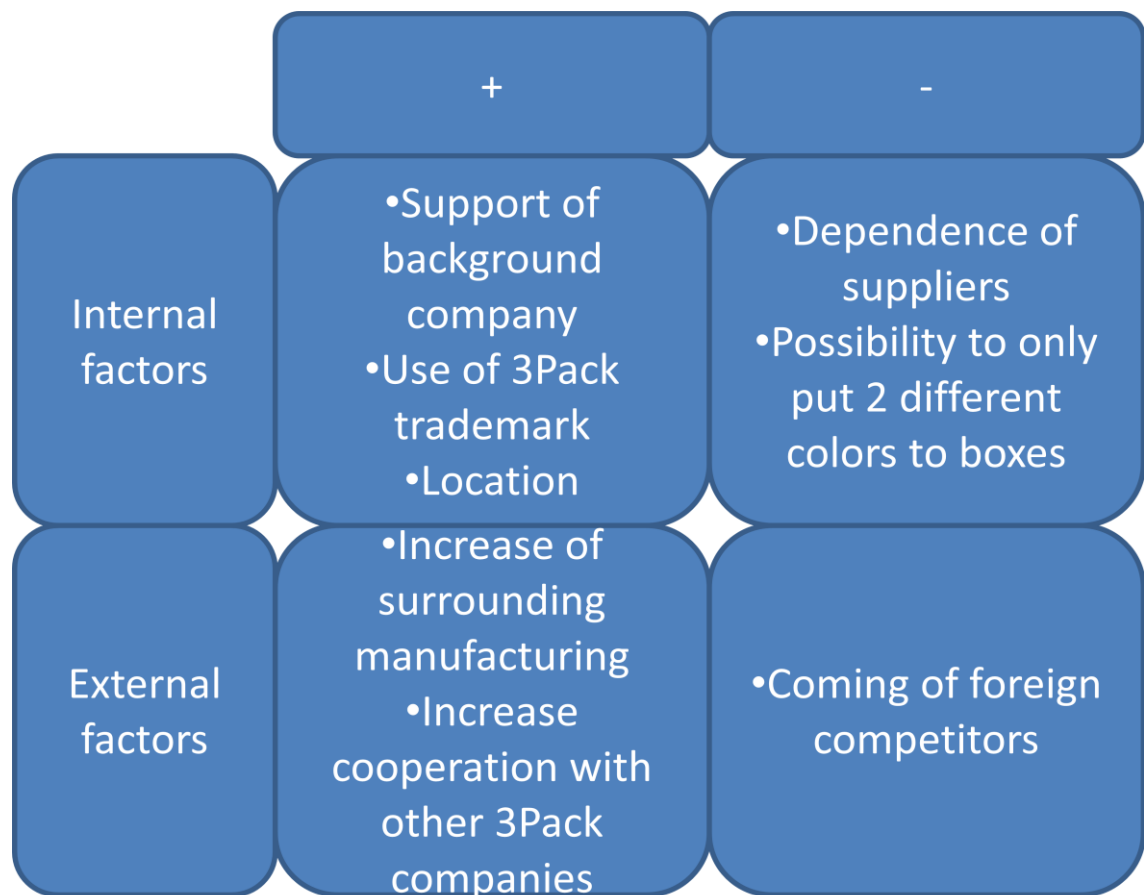 +
-
Internal
factors
•Support of
background
company
•Use of 3Pack
trademark
•Location
•Dependence of
suppliers
•Possibility to only
put 2 different
colors to boxes
External
factors
•Increase of
surrounding
manufacturing
•Increase
cooperation with
other 3Pack
companies
•Coming of foreign
competitors